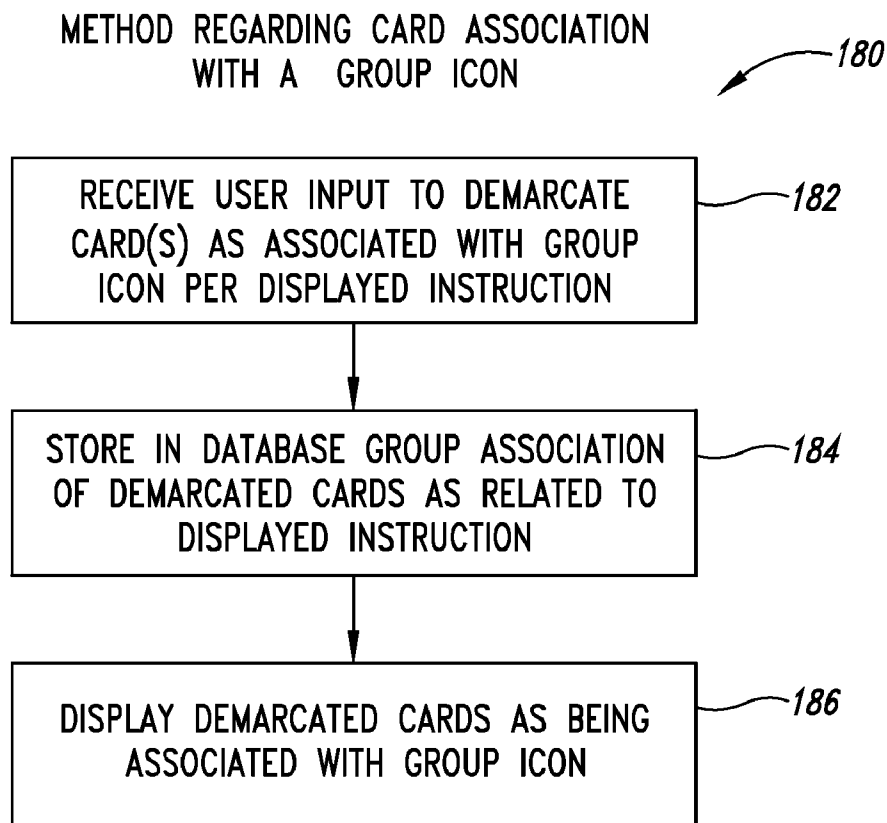 METHOD REGARDING CARD ASSOCIATION
WITH A GROUP ICON
180
RECEIVE USER INPUT TO DEMARCATE
CARD(S) AS ASSOCIATED WITH GROUP
ICON PER DISPLAYED INSTRUCTION
182
STORE IN DATABASE GROUP ASSOCIATION
OF DEMARCATED CARDS AS RELATED TO
DISPLAYED INSTRUCTION
184
DISPLAY DEMARCATED CARDS AS BEING
ASSOCIATED WITH GROUP ICON
186